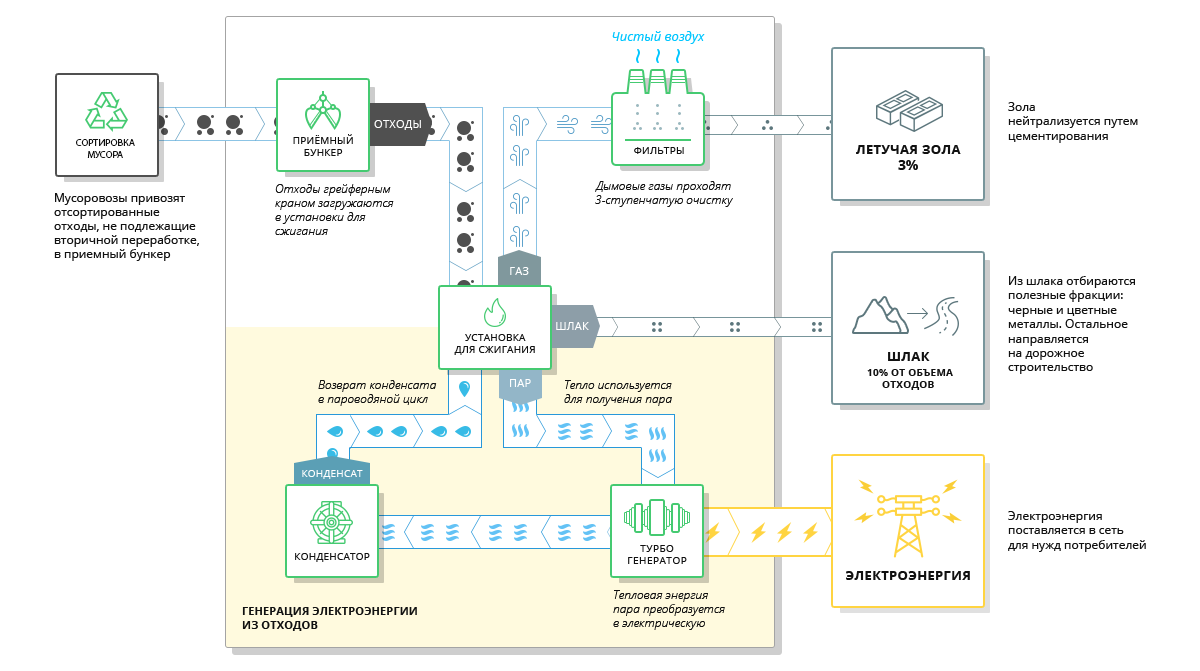 СОРТИРОВКА
МУСОРА
Мусоровозы привозят
отсортированные
отходы, не подлежащие
вторичной переработке,
в приемный бункер
ПРИЁМНЫЙ
БУНКЕР
ОТХОДЫ
Отходы грейферным
краном загружаются
в установки для
сжигания
Чистый воздух
ФИЛЬТРЫ
Дымовые газы проходят
3-ступенчатую очистку
ЛЕТУЧАЯ ЗОЛА
3%
Зола
нейтрализуется путем
цементирования
ГАЗ
УСТАНОВКА
ДЛЯ СЖИГАНИЯ
ШЛАК
ПАР
ШЛАК
10% ОТ ОБЪЕМА
ОТХОДОВ
Из шлака отбираются
полезные фракции:
черные и цветные
металлы. Остальное
направляется
на дорожное
строительство
Возврат конденсата
в пароводяной цикл
Тепло используется
для получения пара
КОНДЕНСАТ
КОНДЕНСАТОР
ТУРБО
ГЕНЕРАТОР
Тепловая энергия
пара преобразуется
в электрическую
ЭЛЕКТРОЭНЕРГИЯ
Электроэнергия
поставляется в сеть
для нужд потребителей
ГЕНЕРАЦИЯ ЭЛЕКТРОЭНЕРГИИ
ИЗ ОТХОДОВ